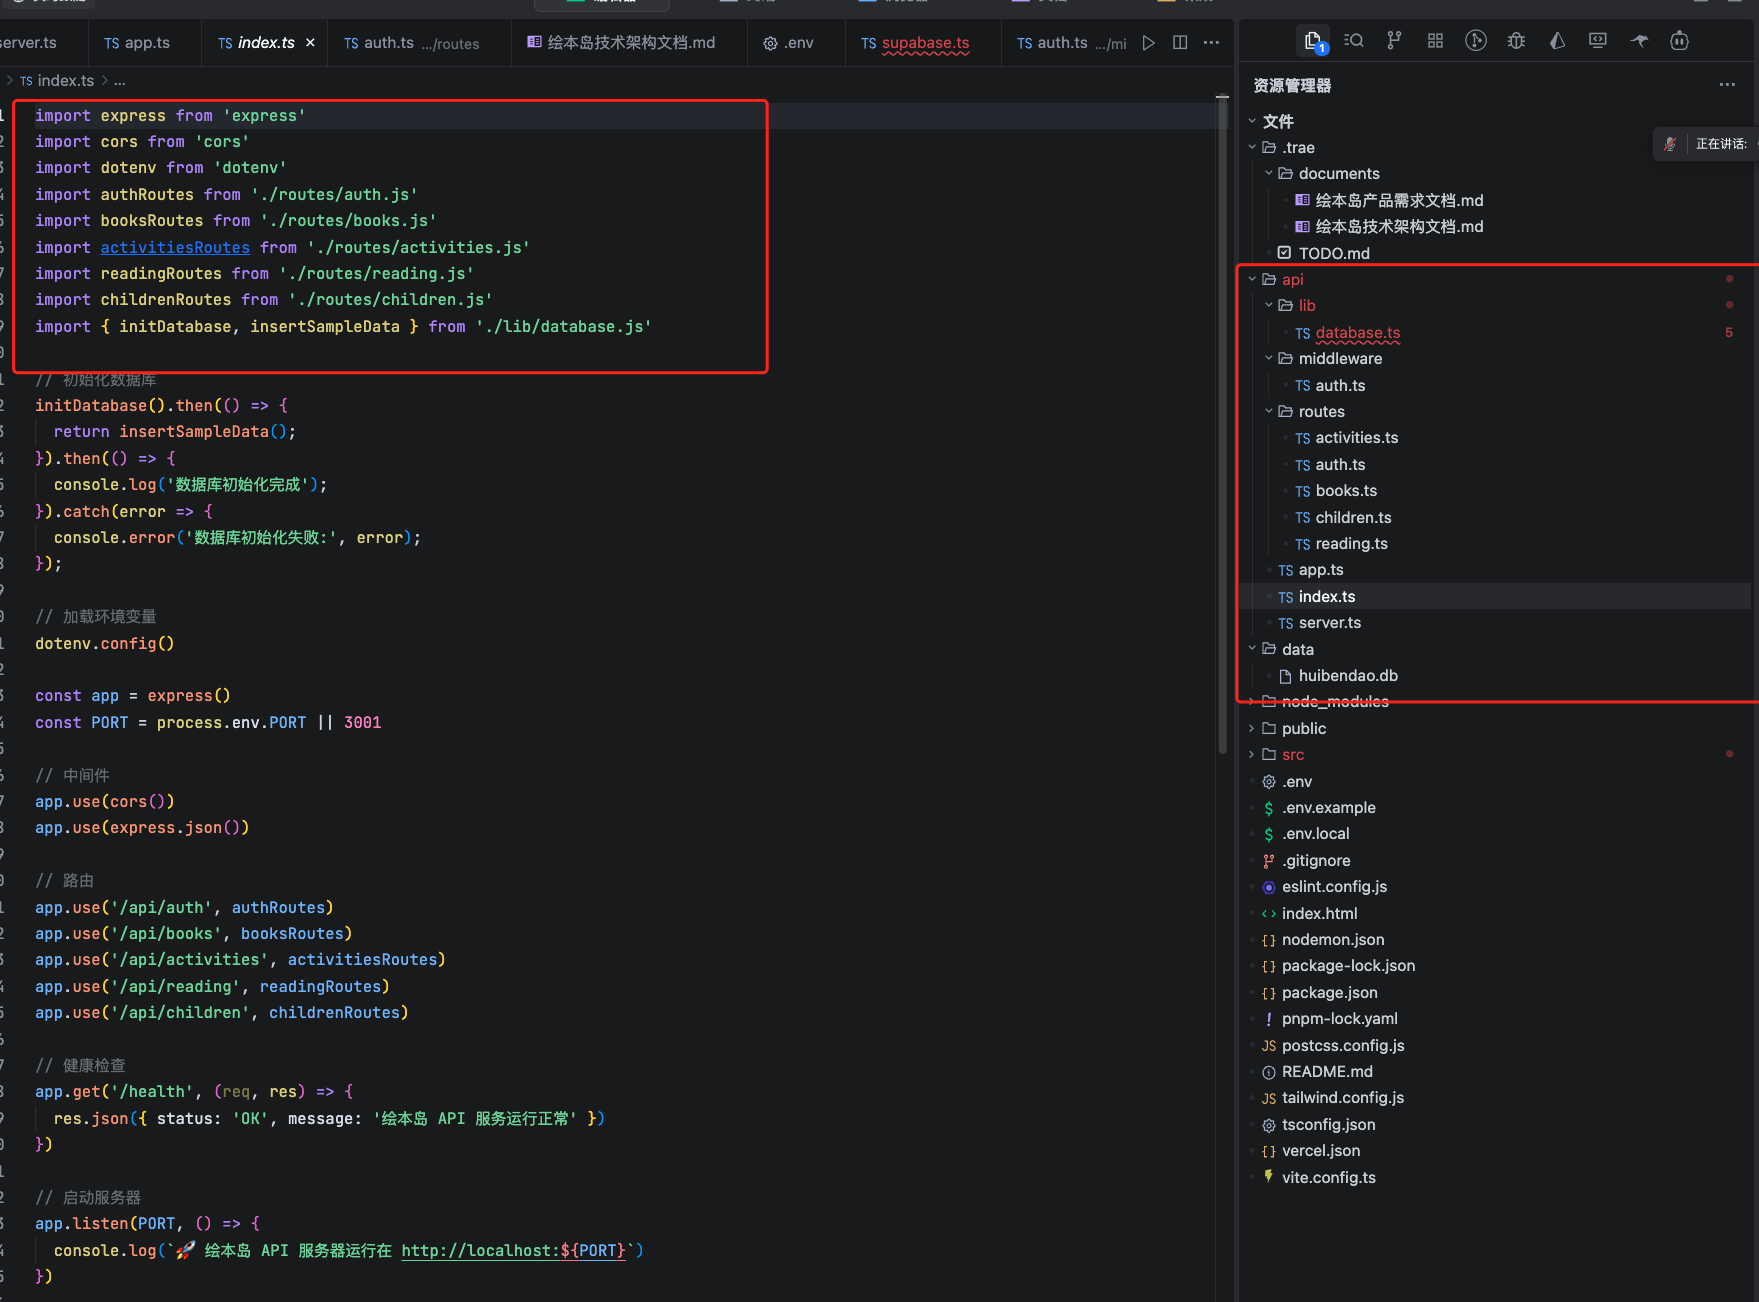 编辑器
server.ts
TS app.ts
TS index.ts ×
TS auth.ts .../routes
绘本岛技术架构文档.md
.env
TS supabase.ts
TS auth.ts .../mi
TS index.ts > ...
import express from 'express'
import cors from 'cors'
import dotenv from 'dotenv'
import authRoutes from './routes/auth.js'
import booksRoutes from './routes/books.js'
import activitiesRoutes from './routes/activities.js'
import readingRoutes from './routes/reading.js'
import childrenRoutes from './routes/children.js'
import { initDatabase, insertSampleData } from './lib/database.js'
// 初始化数据库
initDatabase().then(() => {
return insertSampleData();
}).then(() => {
console.log('数据库初始化完成');
}).catch(error => {
console.error('数据库初始化失败:', error);
});
// 加载环境变量
dotenv.config()
const app = express()
const PORT = process.env.PORT || 3001
// 中间件
app.use(cors())
app.use(express.json())
// 路由
app.use('/api/auth', authRoutes)
app.use('/api/books', booksRoutes)
app.use('/api/activities', activitiesRoutes)
app.use('/api/reading', readingRoutes)
app.use('/api/children', childrenRoutes)
// 健康检查
app.get('/health', (req, res) => {
res.json({ status: 'OK', message: '绘本岛 API 服务运行正常' })
})
// 启动服务器
app.listen(PORT, () => {
console.log(`🚀 绘本岛 API 服务器运行在 http://localhost:${PORT}`)
})
1
资源管理器
文件
正在讲话:
.trae
documents
绘本岛产品需求文档.md
绘本岛技术架构文档.md
TODO.md
api
lib
TS database.ts 5
middleware
TS auth.ts
routes
TS activities.ts
TS auth.ts
TS books.ts
TS children.ts
TS reading.ts
TS app.ts
TS index.ts
TS server.ts
data
huibendao.db
node_modules
public
src
.env
$ .env.example
$ .env.local
.gitignore
eslint.config.js
<> index.html
{} nodemon.json
{} package-lock.json
{} package.json
! pnpm-lock.yaml
JS postcss.config.js
README.md
JS tailwind.config.js
tsconfig.json
{} vercel.json
vite.config.ts